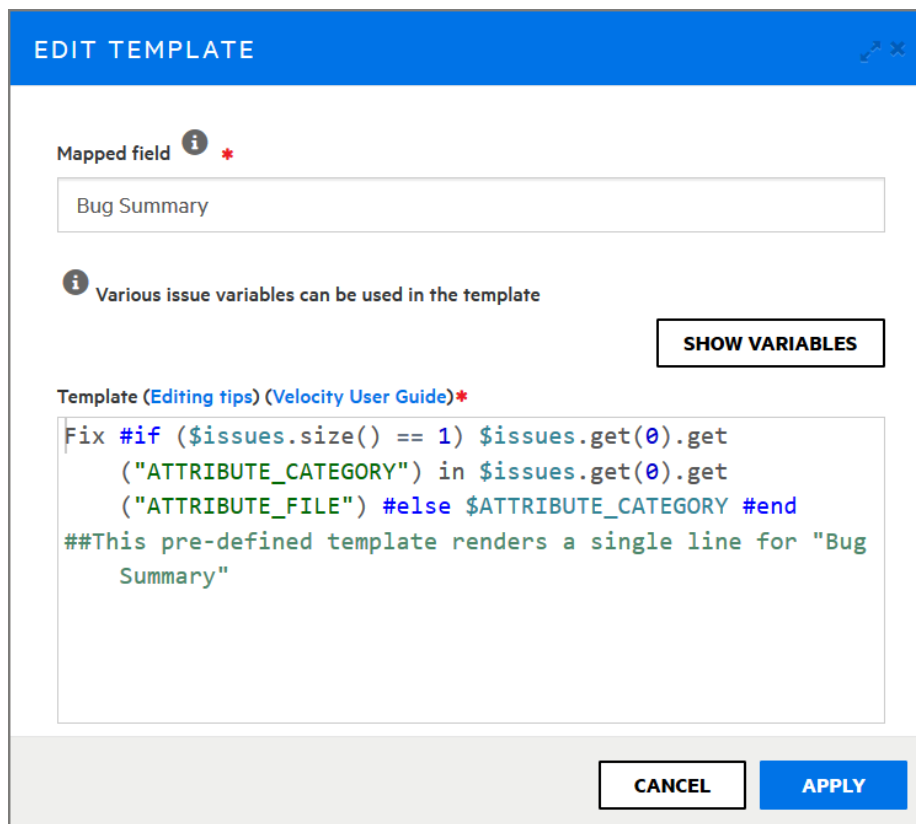 EDIT TEMPLATE
Mapped field *
Bug Summary
Various issue variables can be used in the template
SHOW VARIABLES
Template (Editing tips) (Velocity User Guide)*
Fix #if ($issues.size() == 1) $issues.get(0).get
("ATTRIBUTE_CATEGORY") in $issues.get(0).get
("ATTRIBUTE_FILE") #else $ATTRIBUTE_CATEGORY #end
##This pre-defined template renders a single line for "Bug
Summary"
CANCEL
APPLY